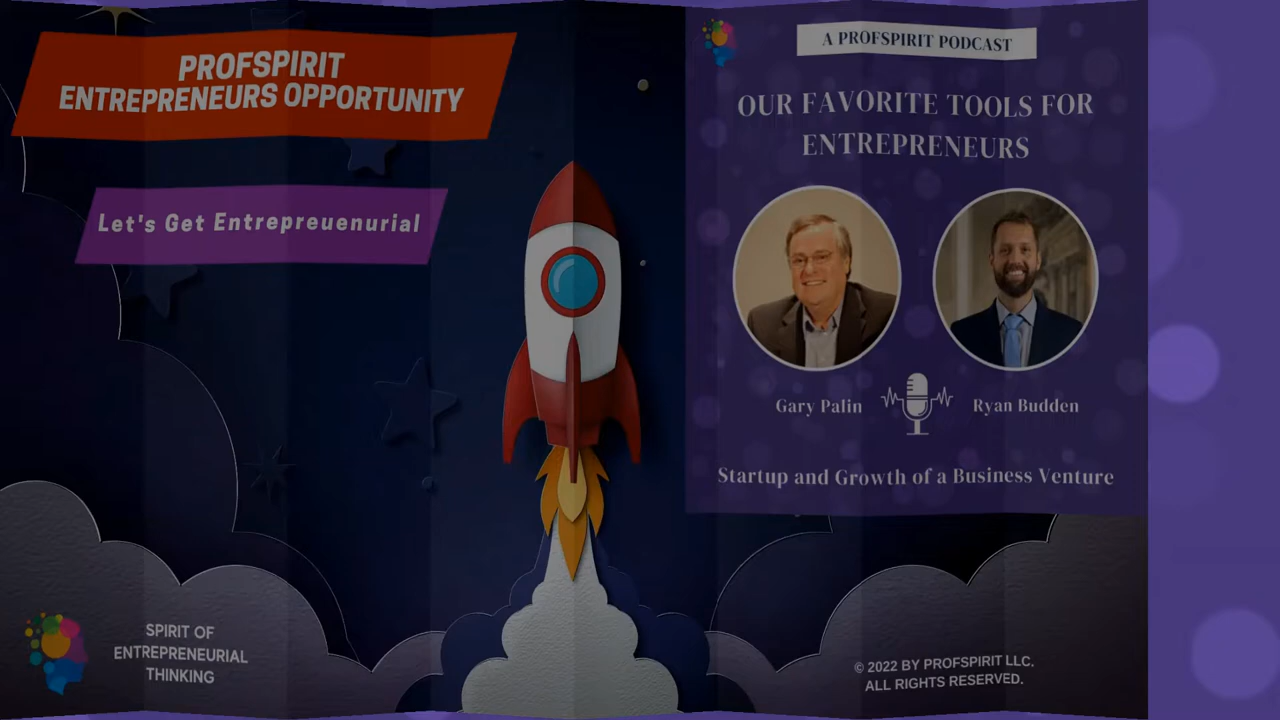 PROFSPIRIT
ENTREPRENEURS OPPORTUNITY
Let's Get Entrepreuenurial
A PROFSPIRIT PODCAST
OUR FAVORITE TOOLS FOR
ENTREPRENEURS
Gary Palin
Ryan Budden
Startup and Growth of a Business Venture
SPIRIT OF
ENTREPRENEURIAL
THINKING
© 2022 BY PROFSPIRIT LLC.
ALL RIGHTS RESERVED.